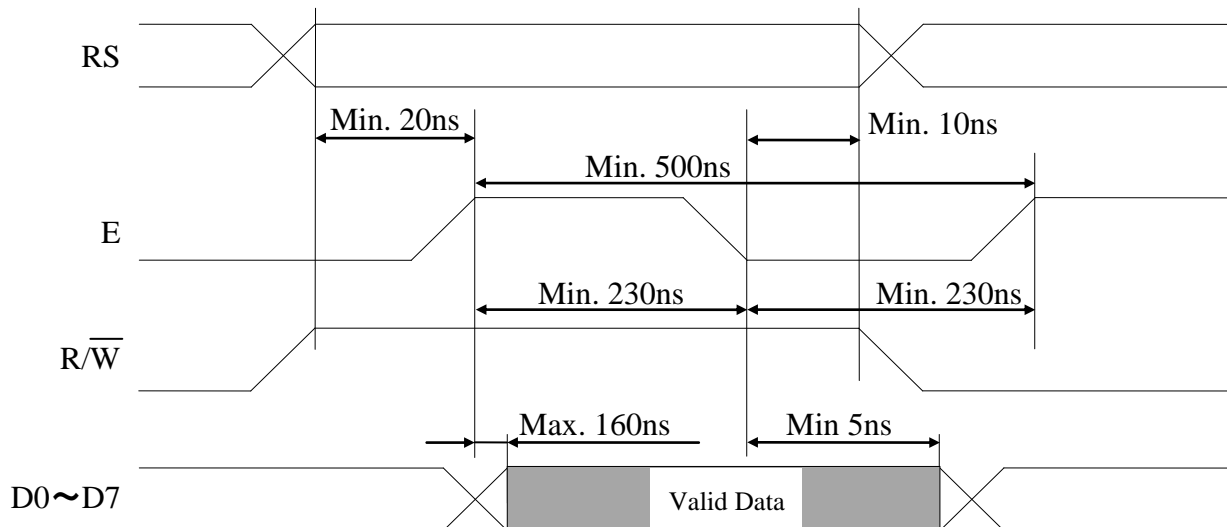 RS
Min. 20ns
Min. 10ns
Min. 500ns
E
Min. 230ns
Min. 230ns
R/W̅
Max. 160ns
Min 5ns
D0~D7
Valid Data